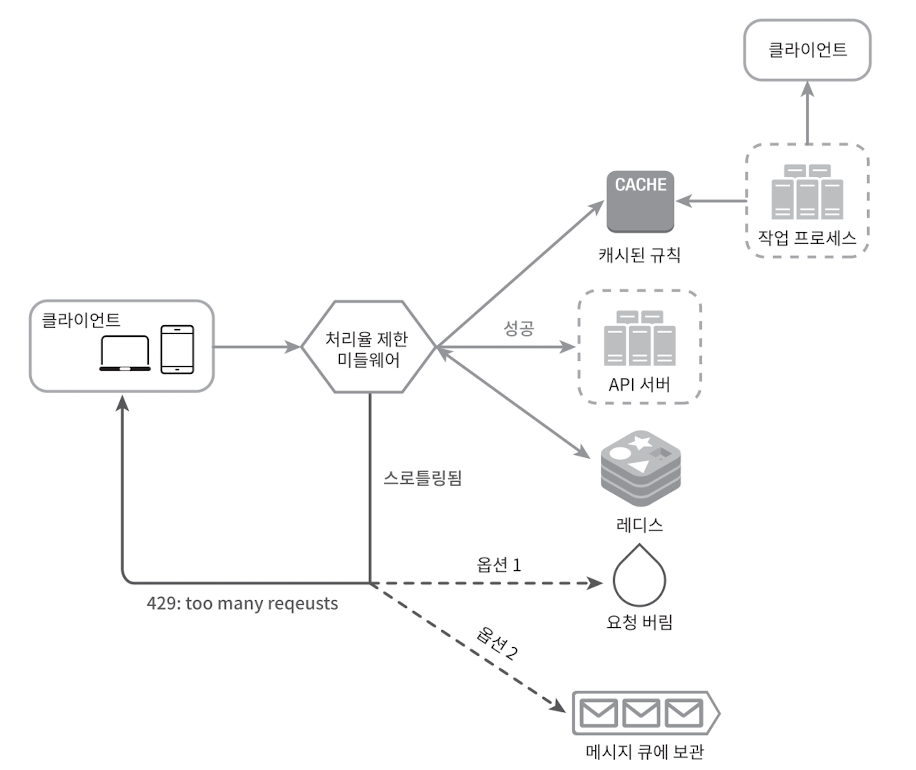 클라이언트
CACHE
작업 프로세스
캐시된 규칙
클라이언트
처리율 제한
미들웨어
성공
API 서버
스로틀링됨
레디스
옵션 1
429: too many reqeusts
요청 버림
옵션 2
메시지 큐에 보관